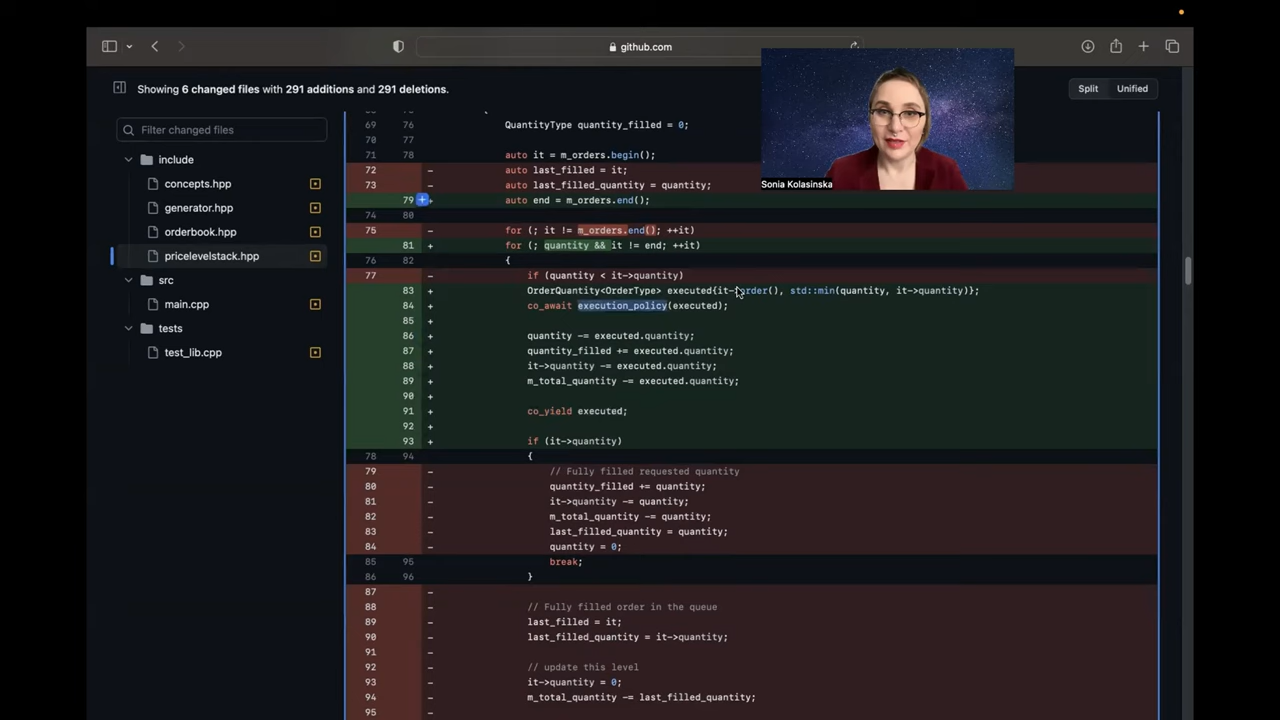 github.com
Showing 6 changed files with 291 additions and 291 deletions.
Split
Unified
Sonia Kolasinska
Filter changed files
include
concepts.hpp
generator.hpp
orderbook.hpp
pricelevelstack.hpp
src
main.cpp
tests
test_lib.cpp
69 76 QuantityType quantity_filled = 0;
70 77
71 78 auto it = m_orders.begin();
72 - auto last_filled = it;
73 - auto last_filled_quantity = quantity;
79 + auto end = m_orders.end();
74 80
75 - for (; it != m_orders.end(); ++it)
81 + for (; quantity && it != end; ++it)
76 82 {
77 - if (quantity < it->quantity)
83 + OrderQuantity<OrderType> executed{it->order(), std::min(quantity, it->quantity)};
84 + co_await execution_policy(executed);
85 +
86 + quantity -= executed.quantity;
87 + quantity_filled += executed.quantity;
88 + it->quantity -= executed.quantity;
89 + m_total_quantity -= executed.quantity;
90 +
91 + co_yield executed;
92 +
93 + if (it->quantity)
78 94 {
79 - // Fully filled requested quantity
80 - quantity_filled += quantity;
81 - it->quantity -= quantity;
82 - m_total_quantity -= quantity;
83 - last_filled_quantity = quantity;
84 - quantity = 0;
85 95 break;
86 96 }
87 -
88 - // Fully filled order in the queue
89 - last_filled = it;
90 - last_filled_quantity = it->quantity;
91 -
92 - // update this level
93 - it->quantity = 0;
94 - m_total_quantity -= last_filled_quantity;
95 -